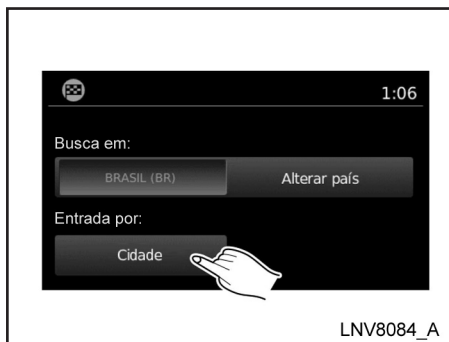 1:06
Busca em:
BRASIL (BR) Alterar país
Entrada por:
Cidade
LNV8084_A